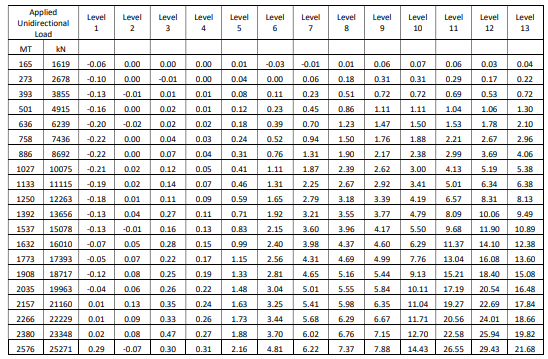 Applied Unidirectional Load Level 1 Level 2 Level 3 Level 4 Level 5 Level 6 Level 7 Level 8 Level 9 Level 10 Level 11 Level 12 Level 13
MT kN
165 1619 -0.06 0.00 0.00 0.00 0.01 -0.03 -0.01 0.01 0.06 0.07 0.06 0.03 0.04
273 2678 -0.10 0.00 -0.01 0.00 0.04 0.00 0.06 0.18 0.31 0.31 0.29 0.17 0.22
393 3855 -0.13 -0.01 0.01 0.01 0.08 0.11 0.23 0.51 0.72 0.72 0.69 0.53 0.72
501 4915 -0.16 0.00 0.02 0.01 0.12 0.23 0.45 0.86 1.11 1.11 1.04 1.06 1.30
636 6239 -0.20 -0.02 0.02 0.02 0.18 0.39 0.70 1.23 1.47 1.50 1.53 1.78 2.10
758 7436 -0.22 0.00 0.04 0.03 0.24 0.52 0.94 1.50 1.76 1.88 2.21 2.67 2.96
886 8692 -0.22 0.00 0.07 0.04 0.31 0.76 1.31 1.90 2.17 2.38 2.99 3.69 4.06
1027 10075 -0.21 0.02 0.12 0.05 0.41 1.11 1.87 2.39 2.62 3.00 4.13 5.19 5.38
1133 11115 -0.19 0.02 0.14 0.07 0.46 1.31 2.25 2.67 2.92 3.41 5.01 6.34 6.38
1250 12263 -0.18 0.01 0.11 0.09 0.59 1.65 2.79 3.18 3.39 4.19 6.57 8.31 8.13
1392 13656 -0.13 0.04 0.27 0.11 0.71 1.92 3.21 3.55 3.77 4.79 8.09 10.06 9.49
1537 15078 -0.13 -0.01 0.16 0.13 0.83 2.15 3.60 3.96 4.17 5.50 9.68 11.90 10.89
1632 16010 -0.07 0.05 0.28 0.15 0.99 2.40 3.98 4.37 4.60 6.29 11.37 14.10 12.38
1773 17393 -0.05 0.07 0.22 0.17 1.15 2.56 4.31 4.69 4.99 7.76 13.04 16.08 13.60
1908 18717 -0.12 0.08 0.25 0.19 1.33 2.81 4.65 5.16 5.44 9.13 15.21 18.40 15.08
2035 19963 -0.04 0.06 0.26 0.22 1.48 3.04 5.01 5.55 5.84 10.11 17.19 20.54 16.48
2157 21160 0.01 0.13 0.35 0.24 1.63 3.25 5.41 5.98 6.35 11.04 19.27 22.69 17.84
2266 22229 0.01 0.09 0.33 0.26 1.73 3.44 5.68 6.29 6.67 11.71 20.56 24.01 18.66
2380 23348 0.02 0.08 0.47 0.27 1.88 3.70 6.02 6.76 7.15 12.70 22.58 25.94 19.82
2576 25271 0.29 -0.07 0.30 0.31 2.16 4.81 6.22 7.37 7.88 14.43 26.55 29.43 21.68